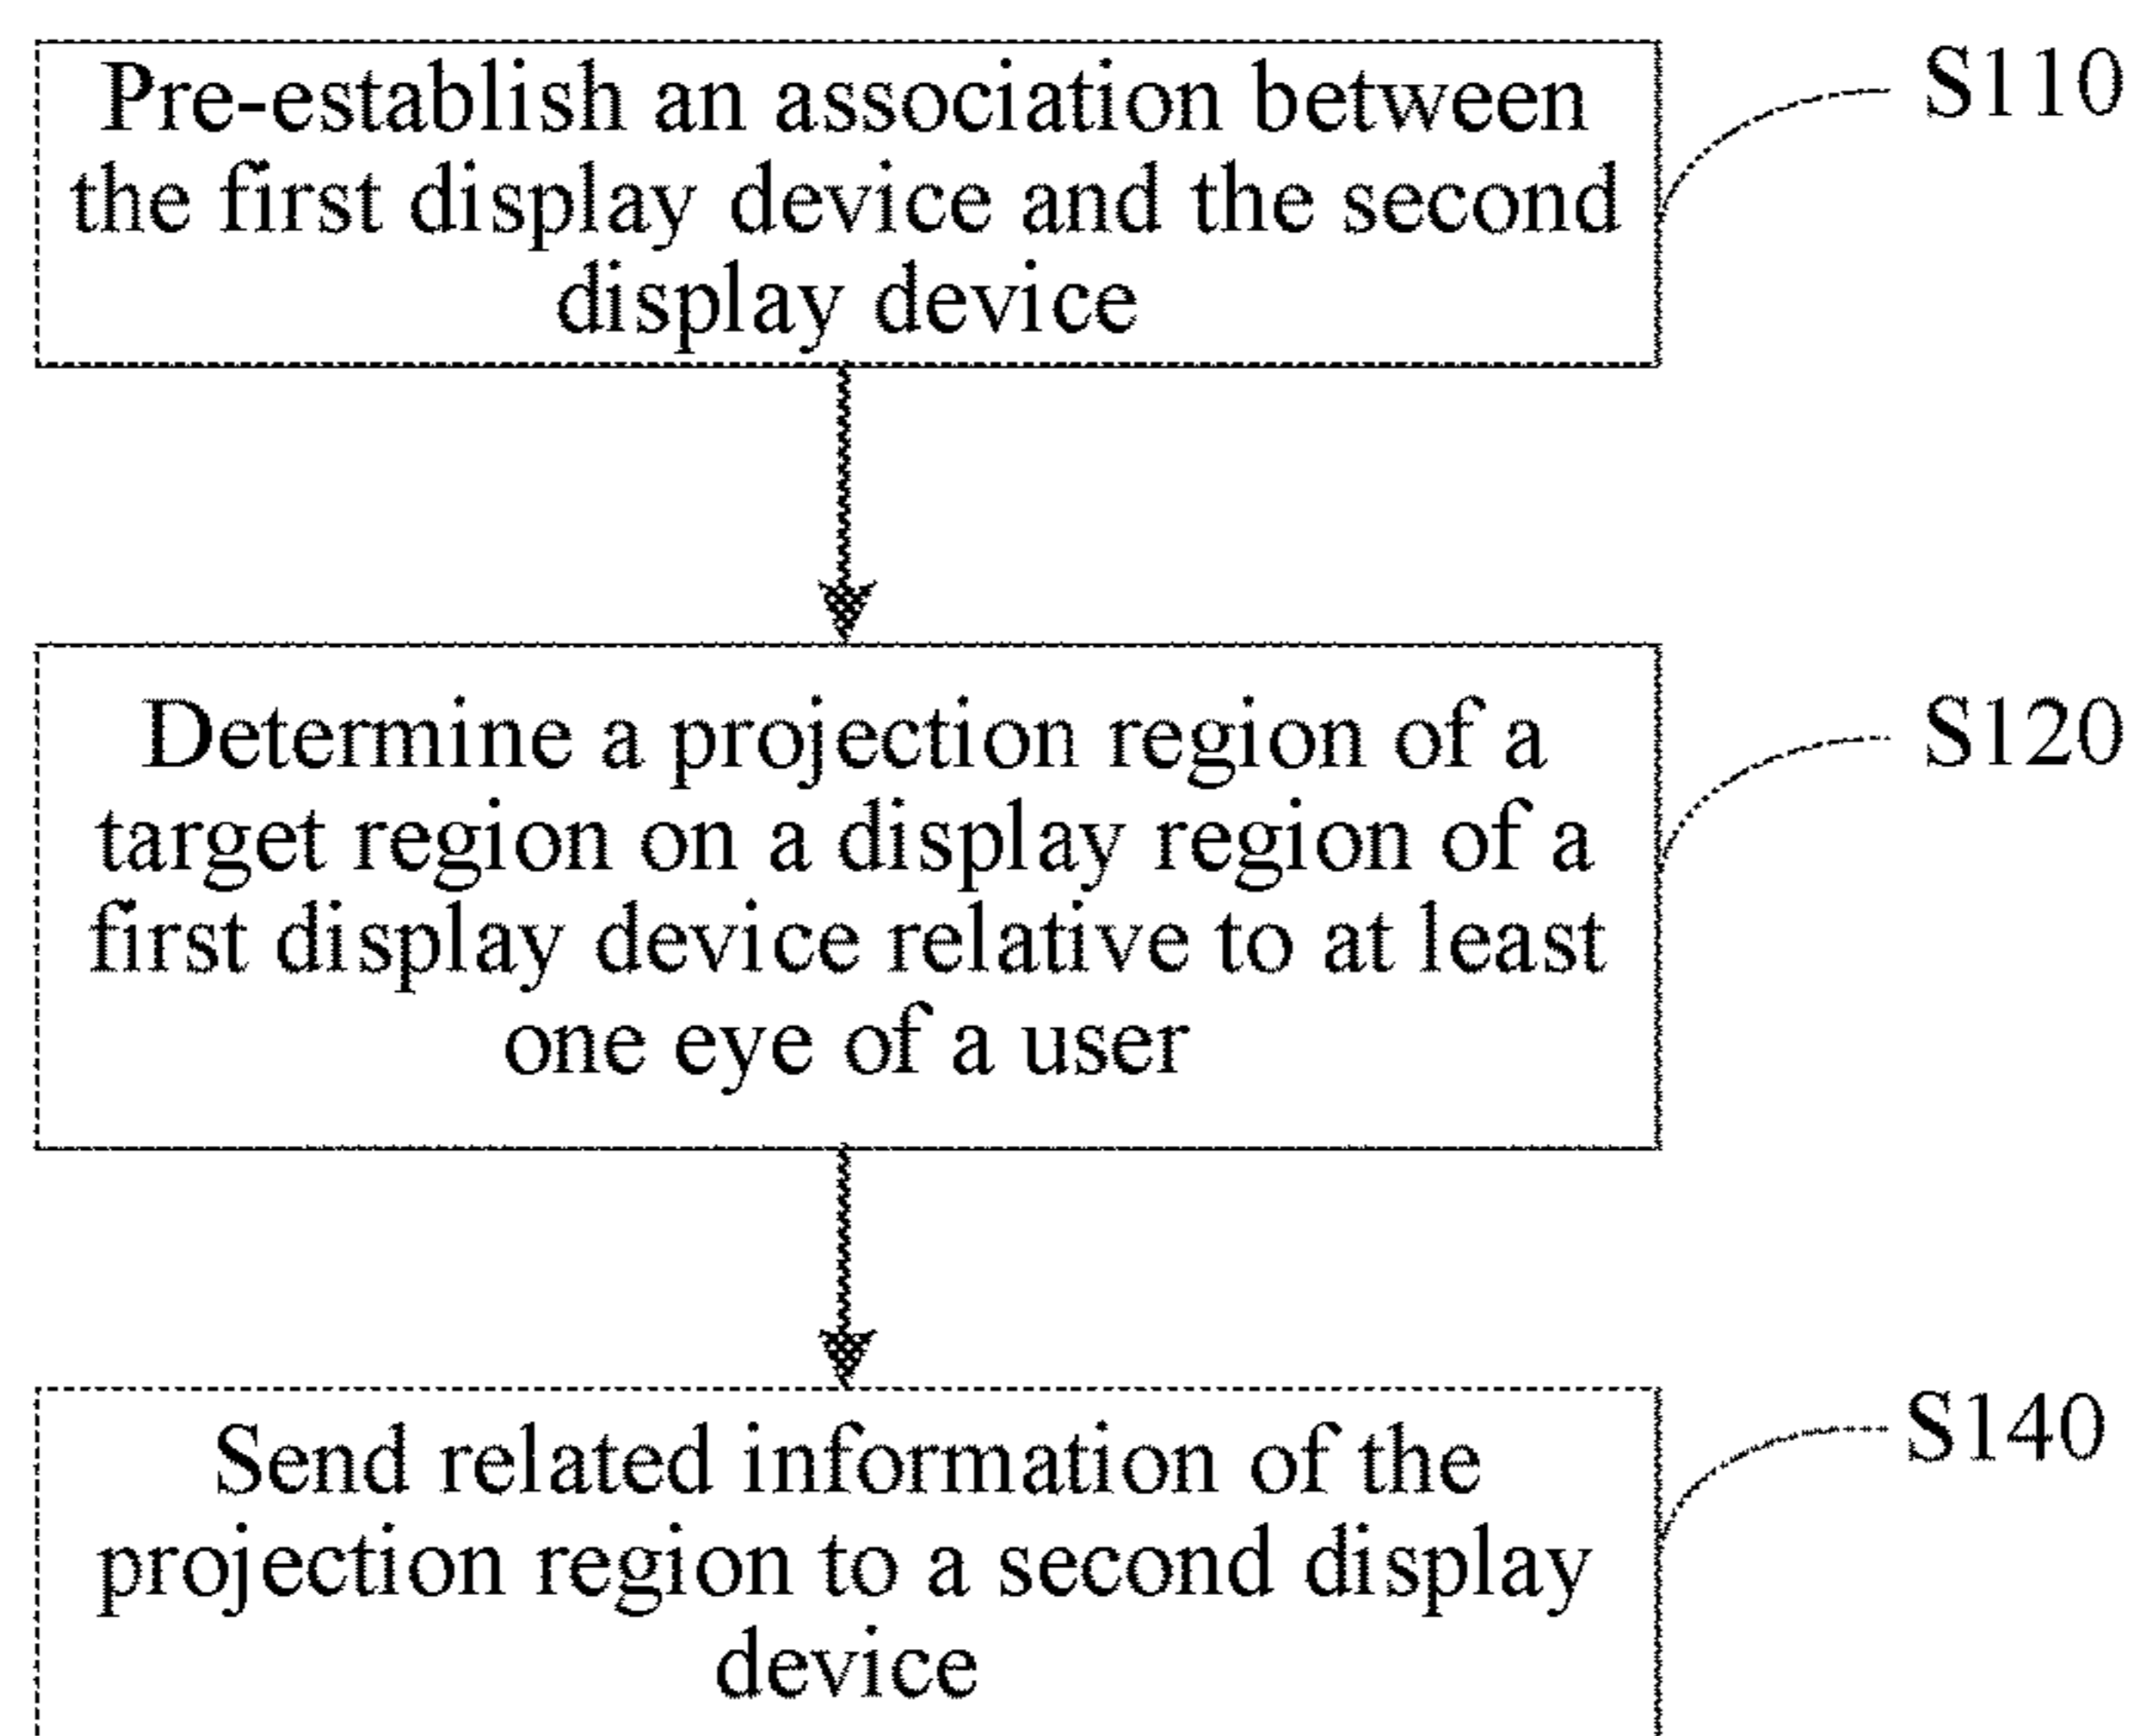 Pre-establish an association between
the first display device and the second
display device
S110
Determine a projection region of a
target region on a display region of a
first display device relative to at least
one eye of a user
S120
Send related information of the
projection region to a second display
device
S140